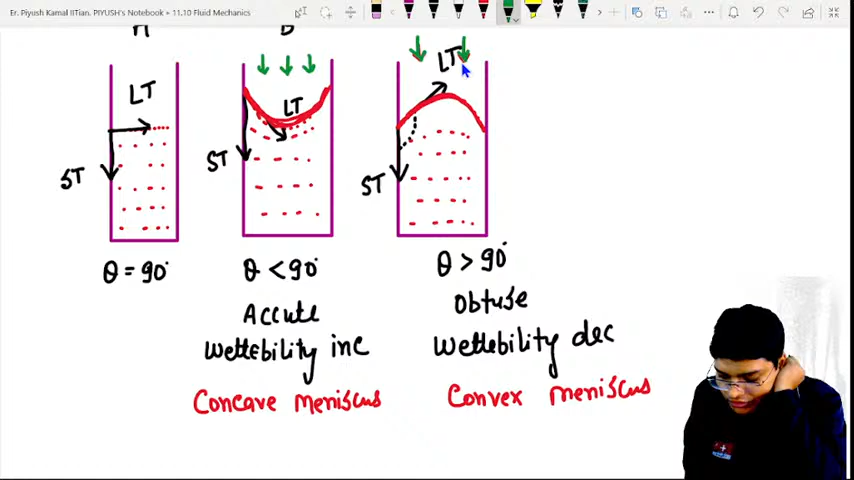 Er. Piyush Kamal IITian. PIYUSH's Notebook » 11.10 Fluid Mechanics
A B
LT LT LT
ST ST ST
θ = 90° θ < 90° θ > 90°
Accute Obtuse
Wettebility inc Wettebility dec
Concave Meniscus Convex meniscus